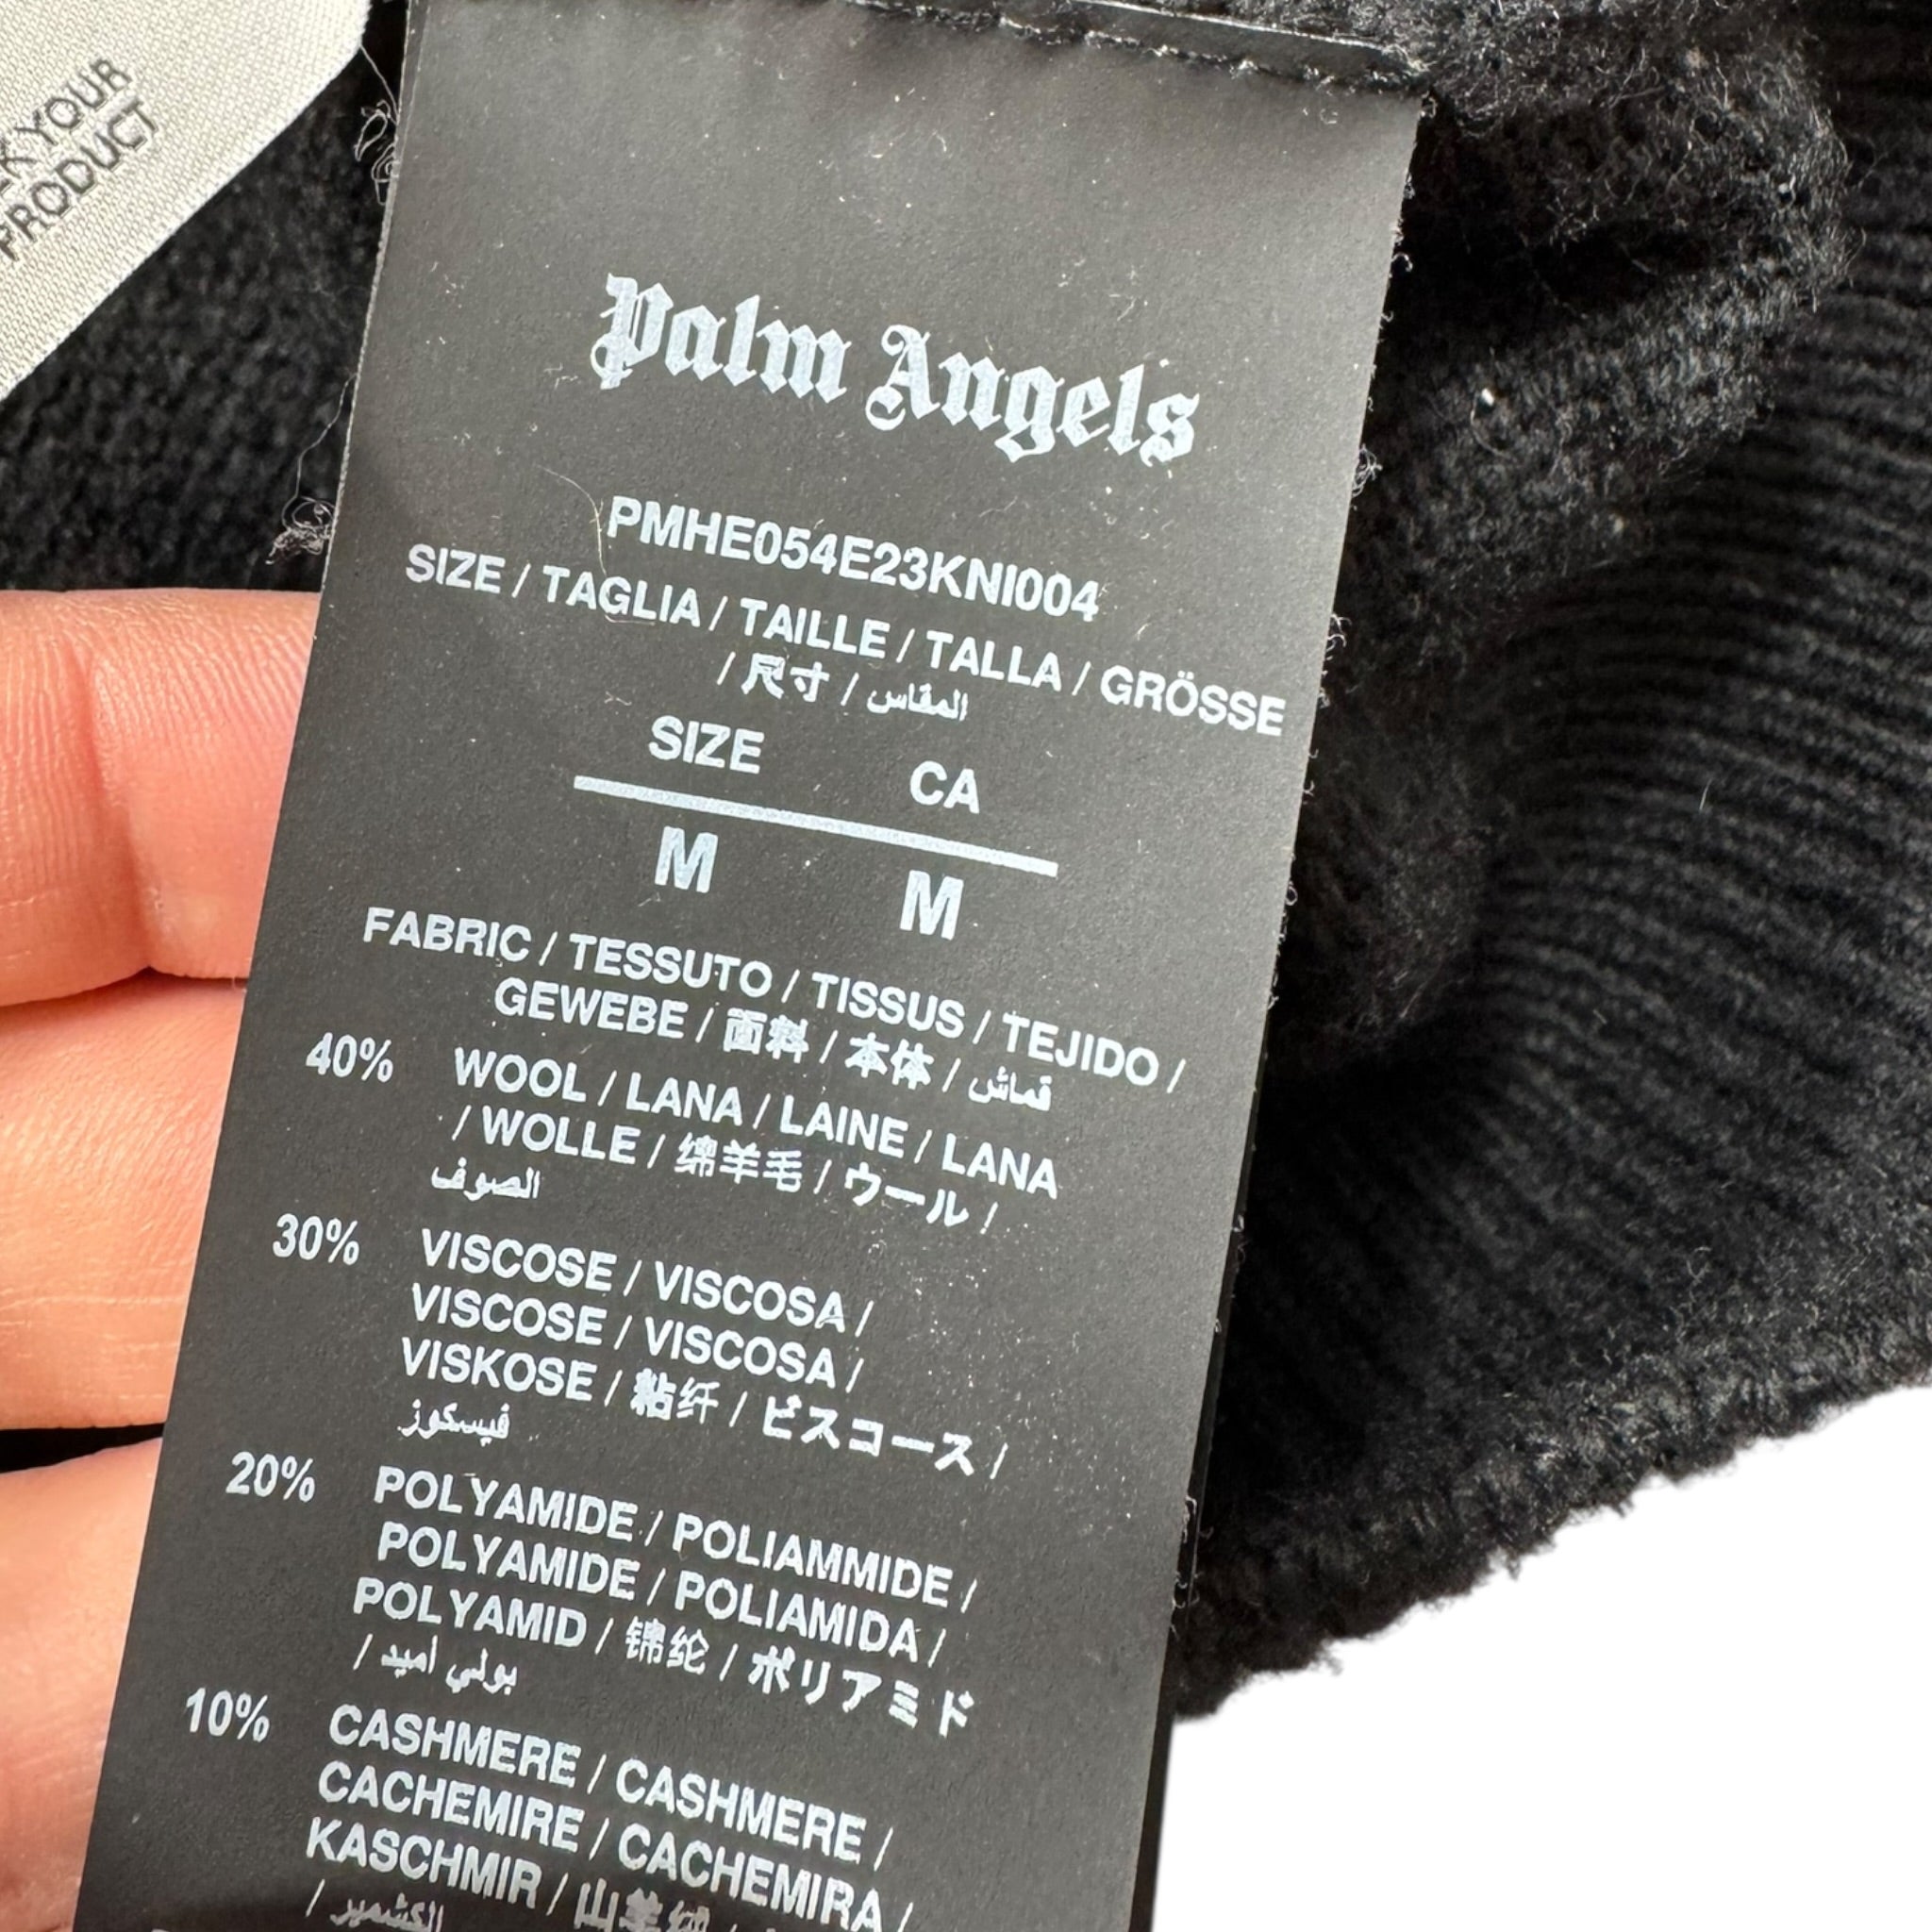 K YOUR
PRODUCT
Palm Angels
PMHE054E23KNI004
SIZE / TAGLIA / TAILLE / TALLA / GRÖSSE
/ 尺寸 / المقاس
SIZE CA
M M
FABRIC / TESSUTO / TISSUS / TEJIDO /
GEWEBE / 面料 / 本体 / قماش
40% WOOL / LANA / LAINE / LANA
/ WOLLE / 绵羊毛 / ウール /
الصوف
30% VISCOSE / VISCOSA /
VISCOSE / VISCOSA /
VISKOSE / 粘纤 / ビスコース /
فيسكوز
20% POLYAMIDE / POLIAMMIDE /
POLYAMIDE / POLIAMIDA /
POLYAMID / 锦纶 / ポリアミド
/ بولي اميد
10% CASHMERE / CASHMERE /
CACHEMIRE / CACHEMIRA /
KASCHMIR / 山羊绒 /
/ الكشمير